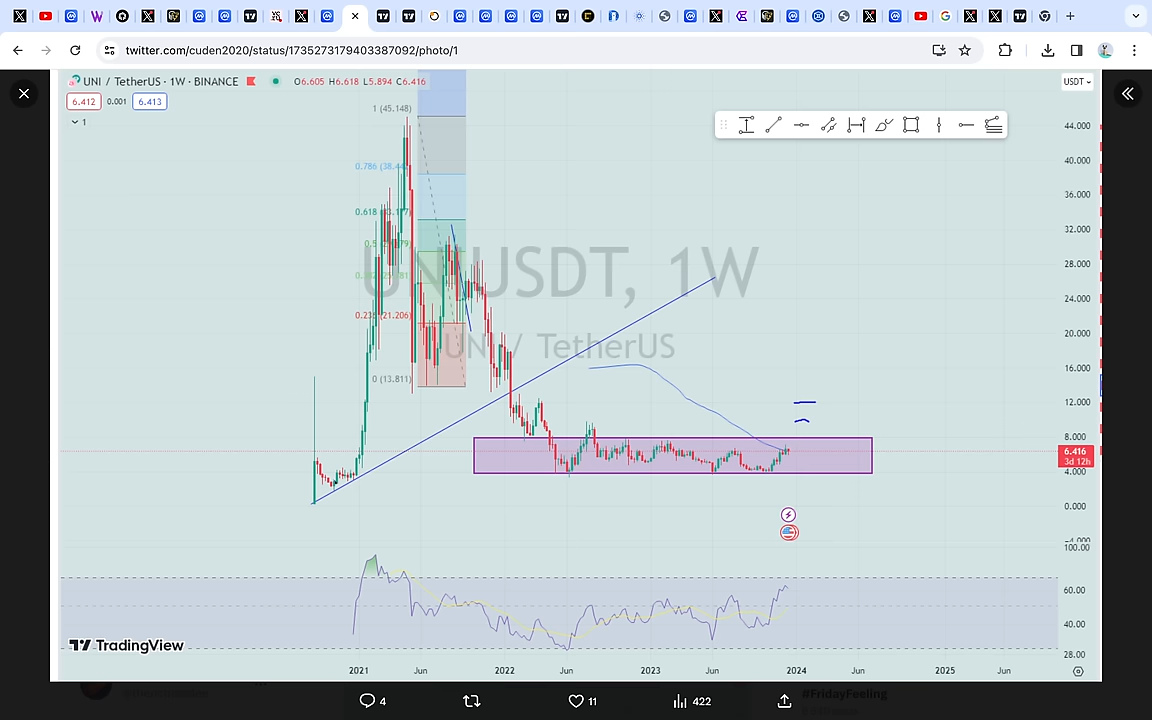 twitter.com/cuden2020/status/1735273179403387092/photo/1
UNI / TetherUS · 1W · BINANCE O6.605 H6.618 L5.894 C6.416
USDT
6.412 0.001 6.413
1
1 (45.148)
0.786 (38.44
0.618
0.5
0.23 (21.206)
0 (13.811)
UNIUSDT, 1W
UNI / TetherUS
44.000
40.000
36.000
32.000
28.000
24.000
20.000
16.000
12.000
8.000
6.416
3d 12h
4.000
0.000
-4.000
100.00
60.00
40.00
28.00
TradingView
2021 Jun 2022 Jun 2023 Jun 2024 Jun 2025 Jun
4 11 422
#FridayFeeling